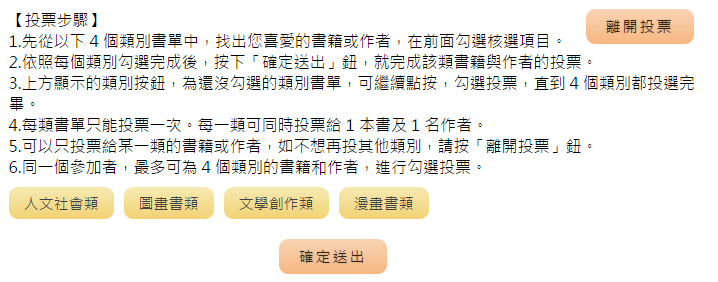 【投票步驟】
離開投票
1.先從以下 4 個類別書單中，找出您喜愛的書籍或作者，在前面勾選核選項目。
2.依照每個類別勾選完成後，按下「確定送出」鈕，就完成該類書籍與作者的投票。
3.上方顯示的類別按鈕，為還沒勾選的類別書單，可繼續點按，勾選投票，直到 4 個類別都投選完
畢。
4.每類書單只能投票一次。每一類可同時投票給 1 本書及 1 名作者。
5.可以只投票給某一類的書籍或作者，如不想再投其他類別，請按「離開投票」鈕。
6.同一個參加者，最多可為 4 個類別的書籍和作者，進行勾選投票。
人文社會類 圖畫書類 文學創作類 漫畫書類
確定送出